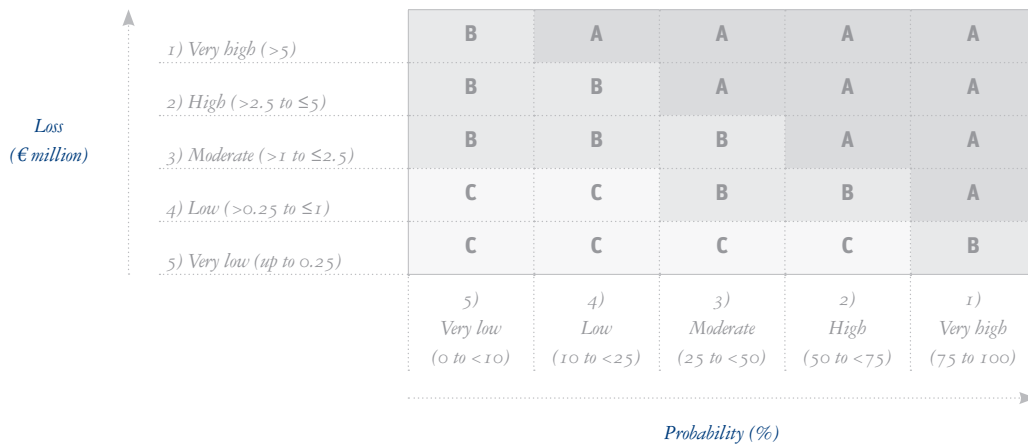 B A A A A
1) Very high (>5)
B B A A A
2) High (>2.5 to ≤5)
Loss
(€ million)
B B B A A
3) Moderate (>1 to ≤2.5)
C C B B A
4) Low (>0.25 to ≤1)
C C C C B
5) Very low (up to 0.25)
5) 4) 3) 2) 1)
Very low Low Moderate High Very high
(0 to <10) (10 to <25) (25 to <50) (50 to <75) (75 to 100)
Probability (%)